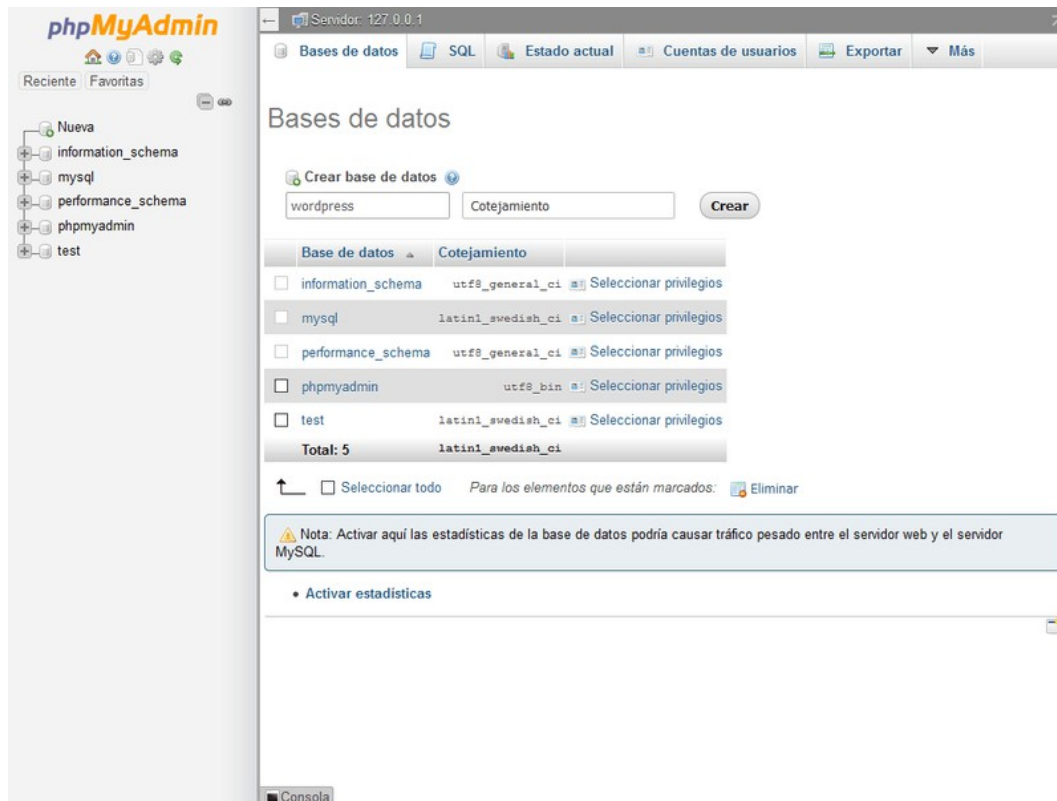 phpMyAdmin
Reciente Favoritas
Nueva
information_schema
mysql
performance_schema
phpmyadmin
test
Servidor: 127.0.0.1
Bases de datos SQL Estado actual Cuentas de usuarios Exportar Más
Bases de datos
Crear base de datos
wordpress Cotejamiento Crear
Base de datos Cotejamiento
information_schema utf8_general_ci Seleccionar privilegios
mysql latin1_swedish_ci Seleccionar privilegios
performance_schema utf8_general_ci Seleccionar privilegios
phpmyadmin utf8_bin Seleccionar privilegios
test latin1_swedish_ci Seleccionar privilegios
Total: 5 latin1_swedish_ci
Seleccionar todo Para los elementos que están marcados: Eliminar
Nota: Activar aquí las estadísticas de la base de datos podría causar tráfico pesado entre el servidor web y el servidor
MySQL.
• Activar estadísticas
Consola